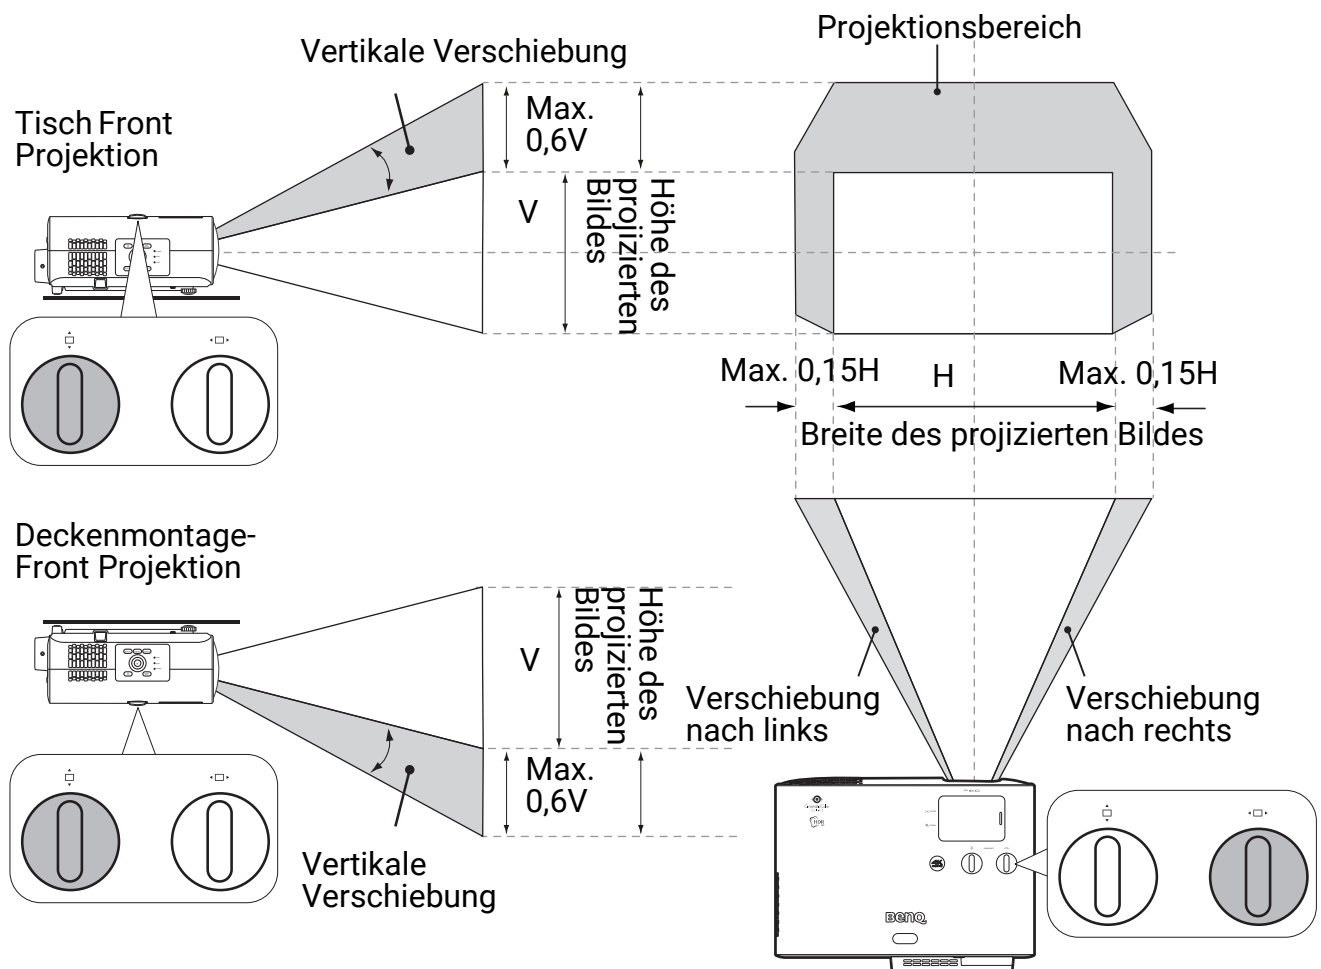 Projektionsbereich
Vertikale Verschiebung
Tisch Front
Projektion
Max.
0,6V
V
Höhe des
projizierten
Bildes
Max. 0,15H
H
Max. 0,15H
Breite des projizierten Bildes
Deckenmontage-
Front Projektion
V
Höhe des
projizierten
Bildes
Max.
0,6V
Vertikale
Verschiebung
Verschiebung
nach links
Verschiebung
nach rechts
HDR
BenQ